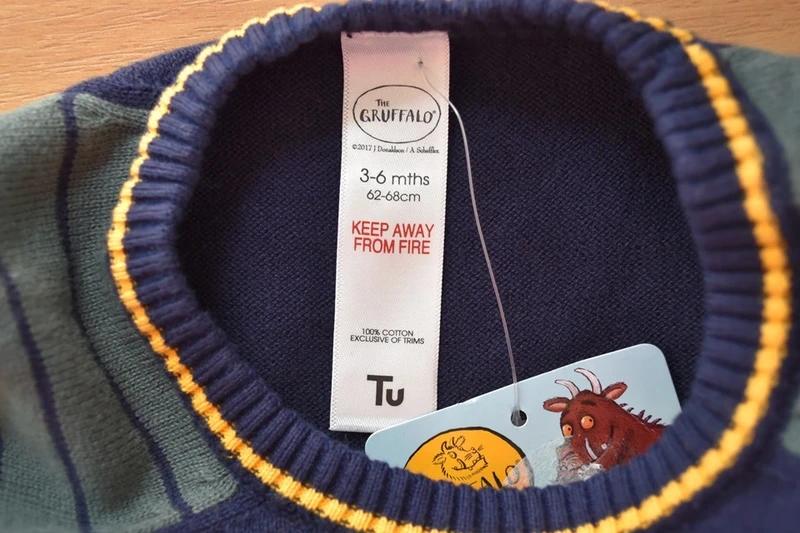 THE
GRUFFALO®
©2017 J Donaldson / A Scheffler
3-6 mths
62-68cm
KEEP AWAY
FROM FIRE
100% COTTON
EXCLUSIVE OF TRIMS
Tu